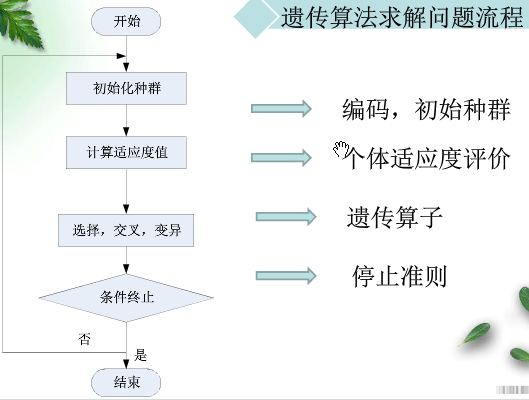 遗传算法求解问题流程
开始
初始化种群
计算适应度值
选择，交叉，变异
条件终止
否
是
结束
编码，初始种群
个体适应度评价
遗传算子
停止准则